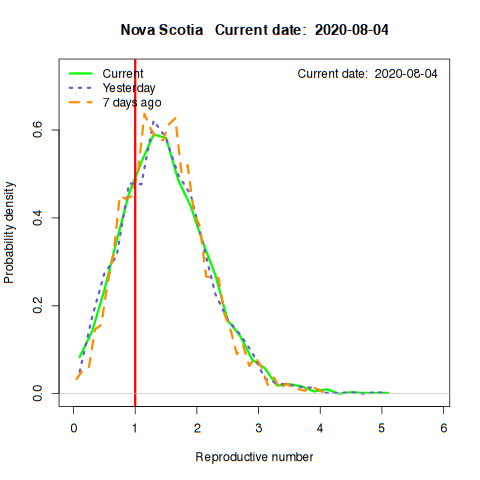 Nova Scotia Current date: 2020-08-04
Current
Yesterday
7 days ago
Current date: 2020-08-04
Probability density
0.6
0.4
0.2
0.0
0 1 2 3 4 5 6
Reproductive number